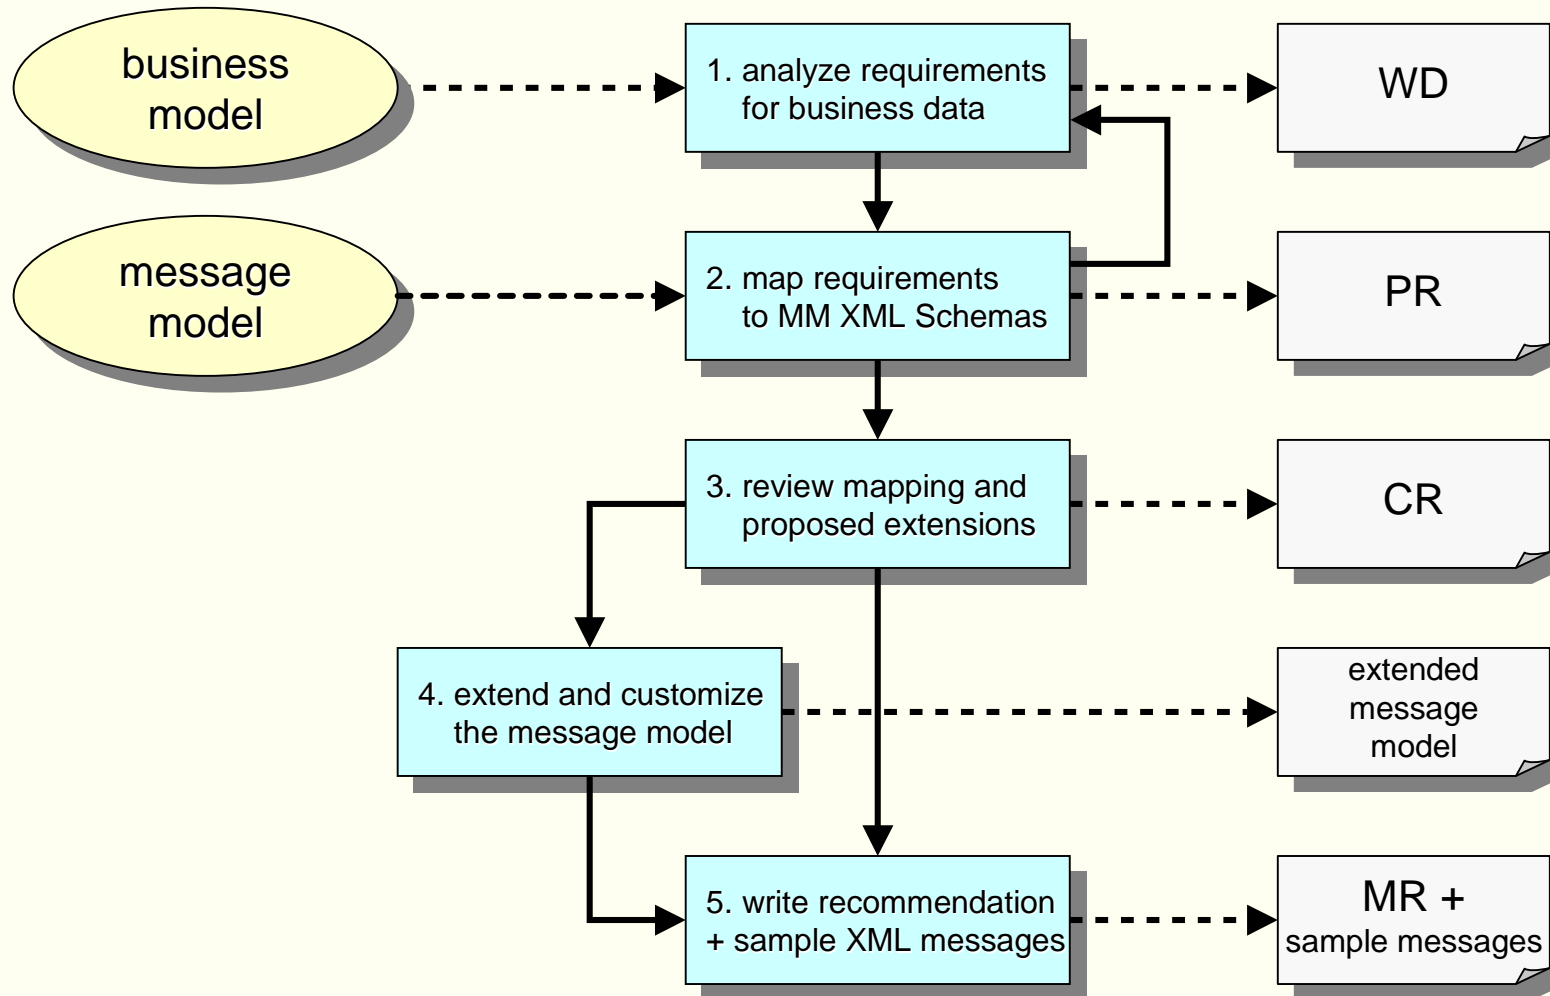 business
model
1. analyze requirements
for business data
WD
message
model
2. map requirements
to MM XML Schemas
PR
3. review mapping and
proposed extensions
CR
4. extend and customize
the message model
extended
message
model
5. write recommendation
+ sample XML messages
MR +
sample messages